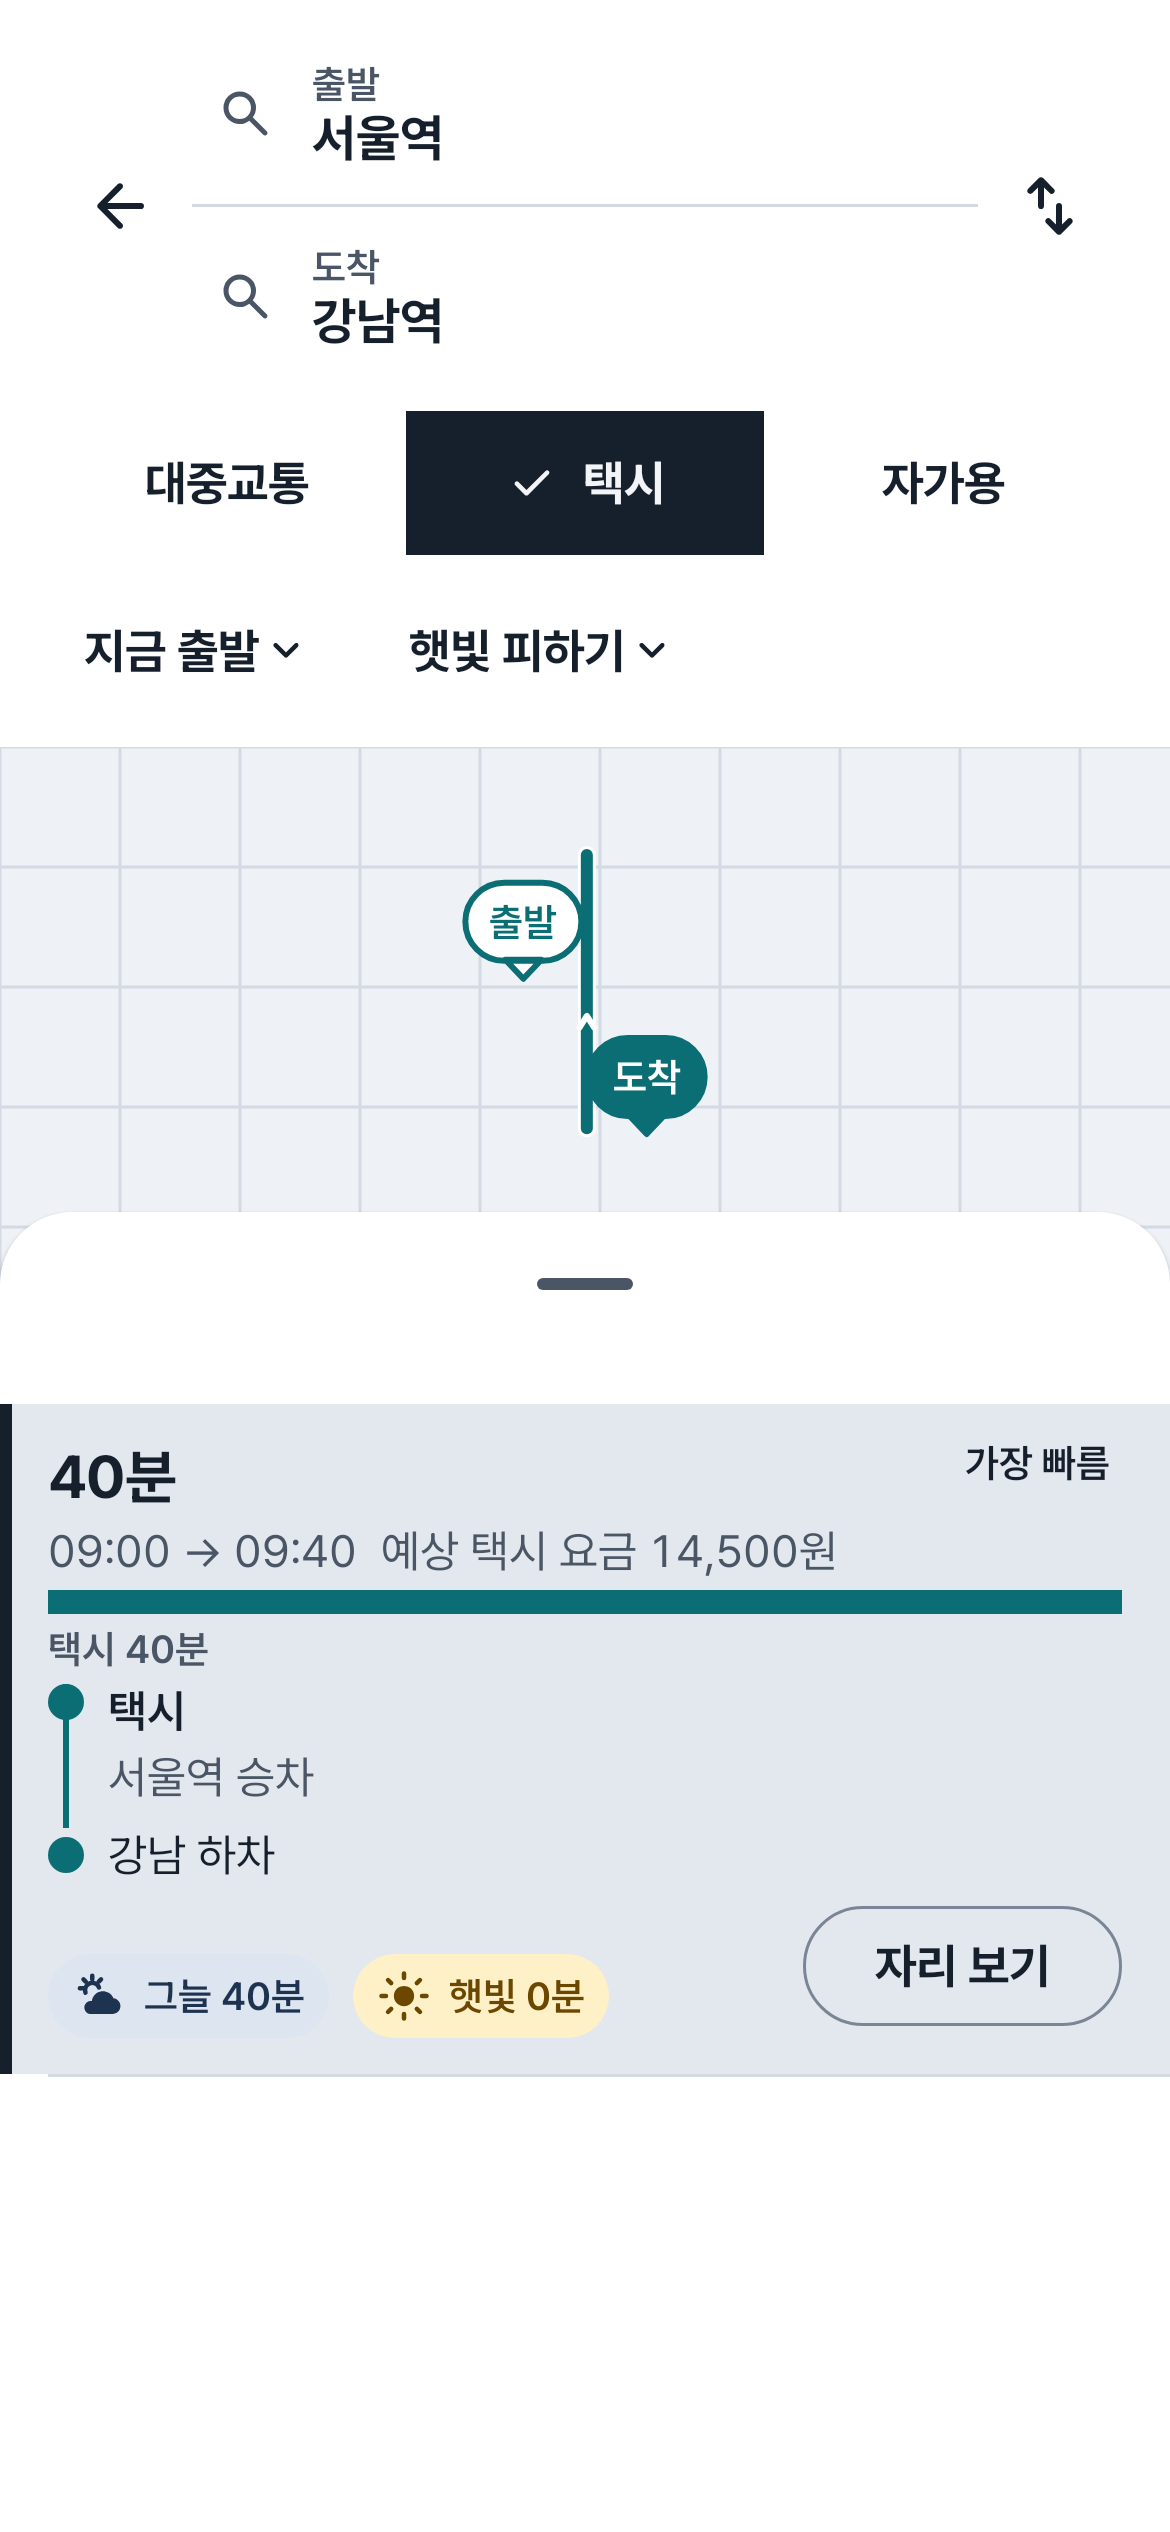 출발
서울역
도착
강남역
대중교통 택시 자가용
지금 출발 햇빛 피하기
출발
도착
40분 가장 빠름
09:00 → 09:40 예상 택시 요금 14,500원
택시 40분
택시
서울역 승차
강남 하차
그늘 40분 햇빛 0분 자리 보기